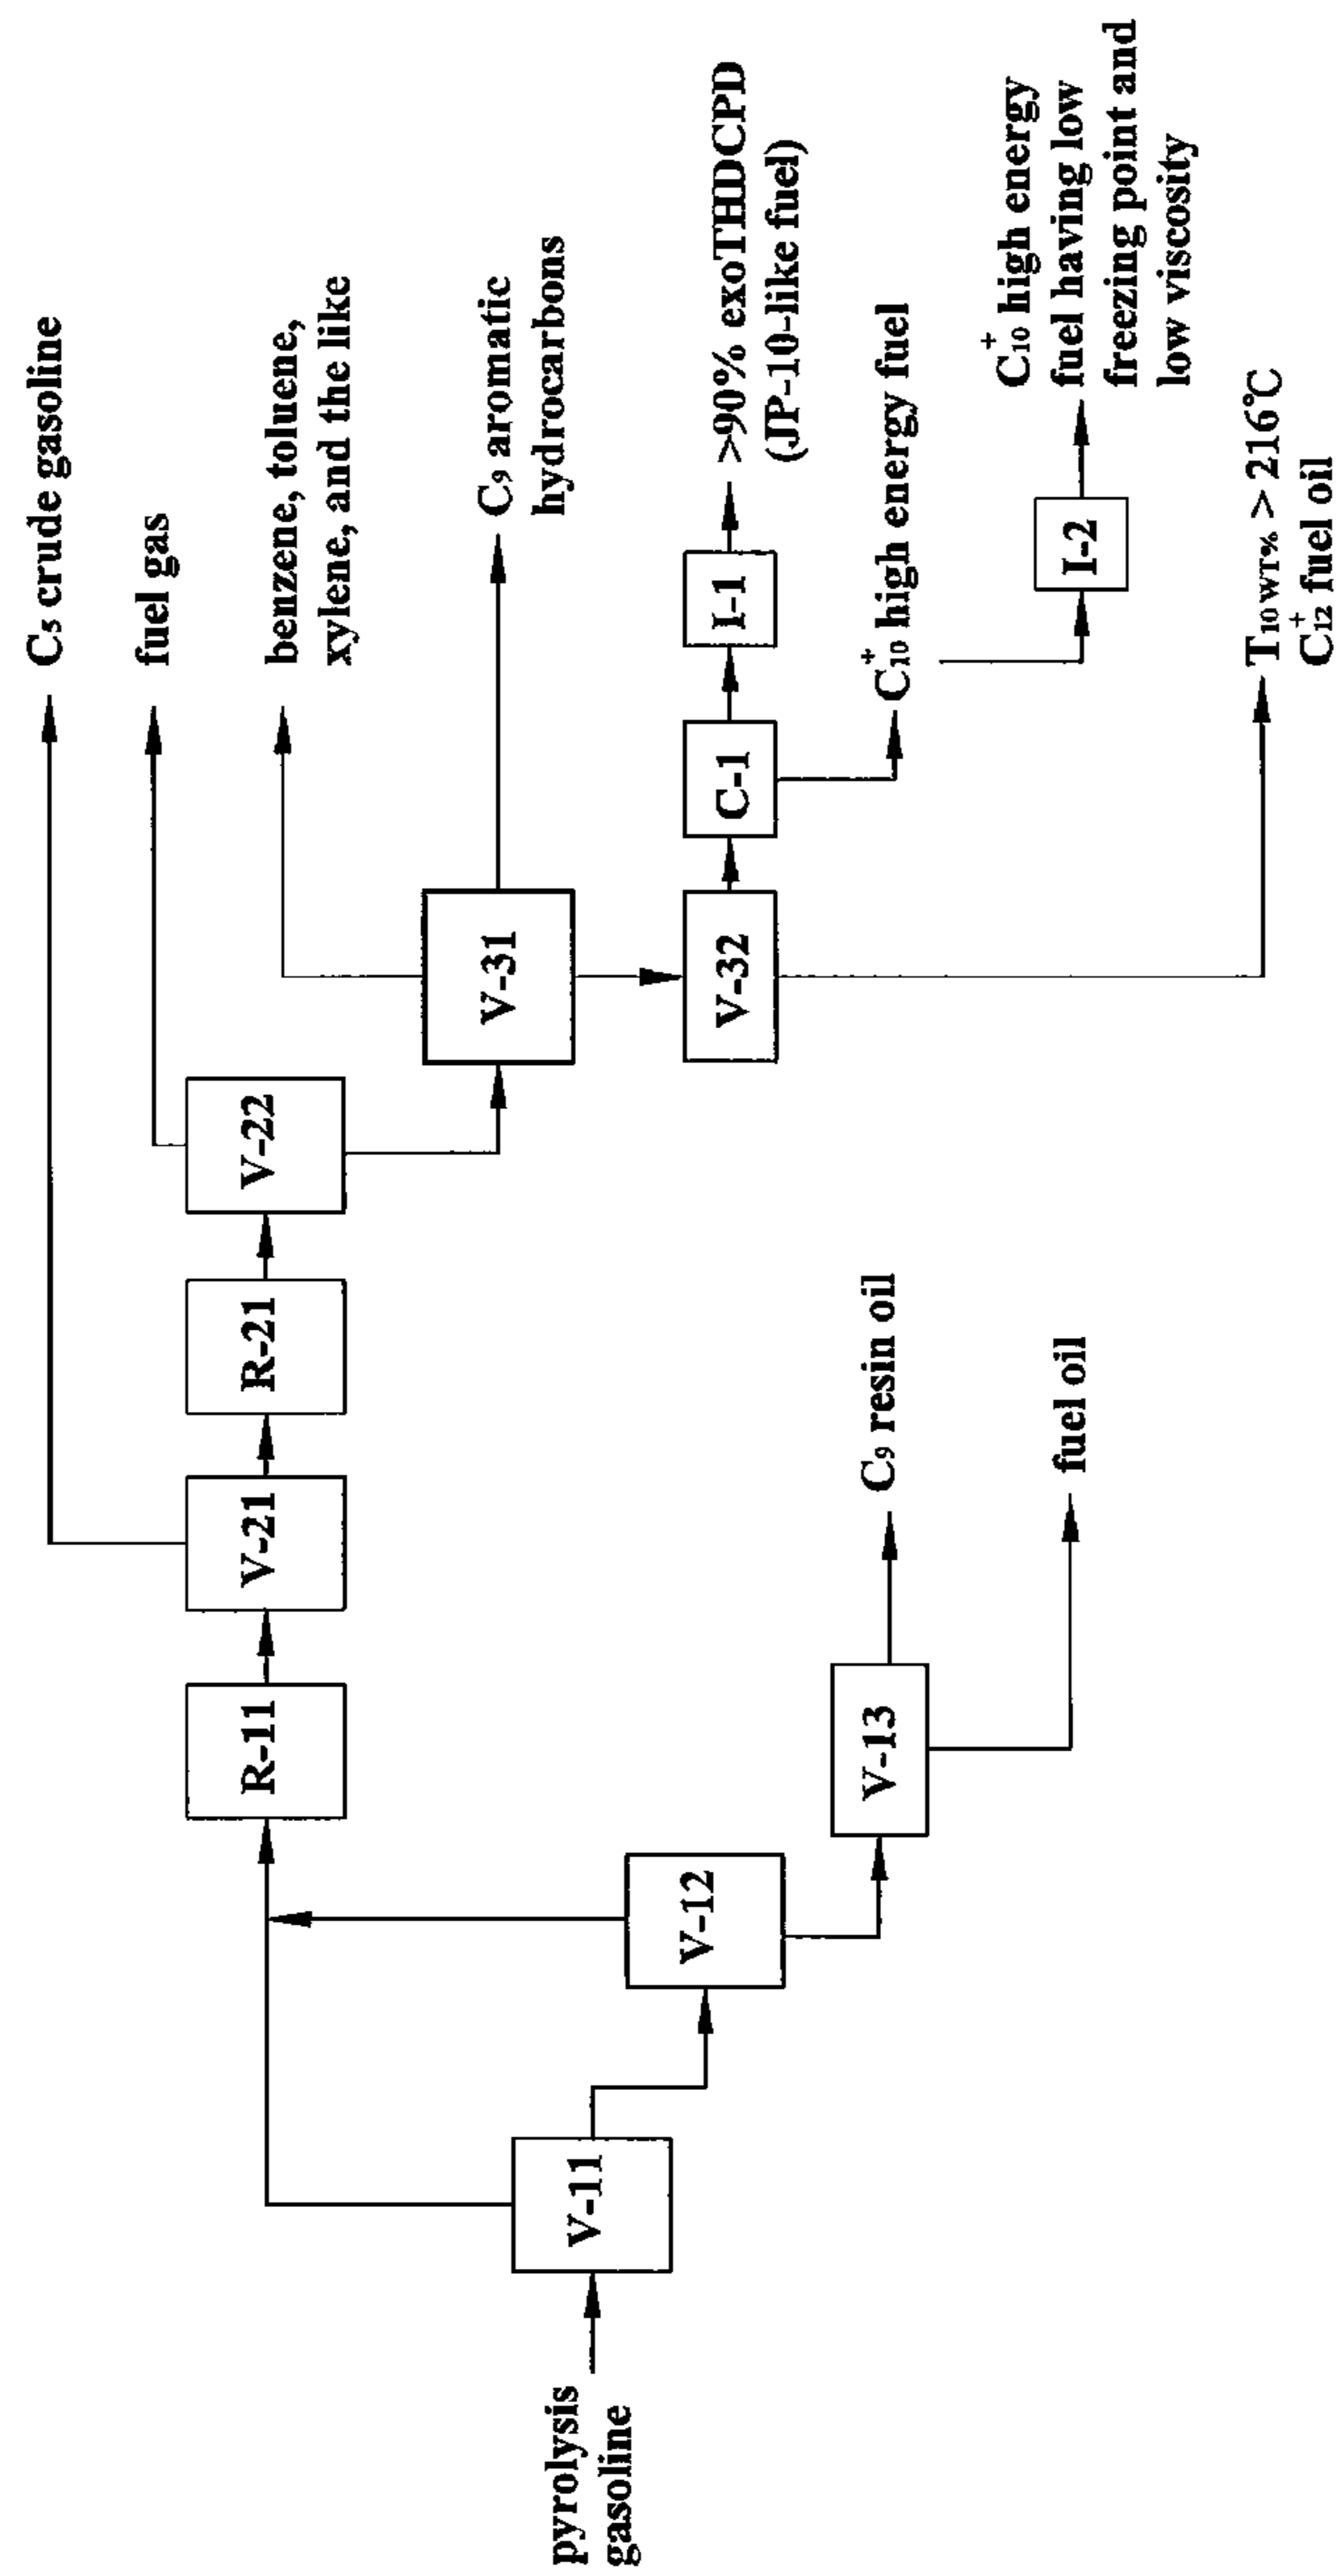 C₅ crude gasoline
fuel gas
benzene, toluene,
xylene, and the like
R-11
V-21
R-21
V-22
V-31
C₉ aromatic
hydrocarbons
pyrolysis
gasoline
V-11
V-12
V-13
C₉ resin oil
fuel oil
V-32
C-1
I-1
>90% exoTHDCPD
(JP-10-like fuel)
C₁₀⁺ high energy fuel
I-2
C₁₀⁺ high energy
fuel having low
freezing point and
low viscosity
T₁₀ WT% > 216℃
C₁₂⁺ fuel oil